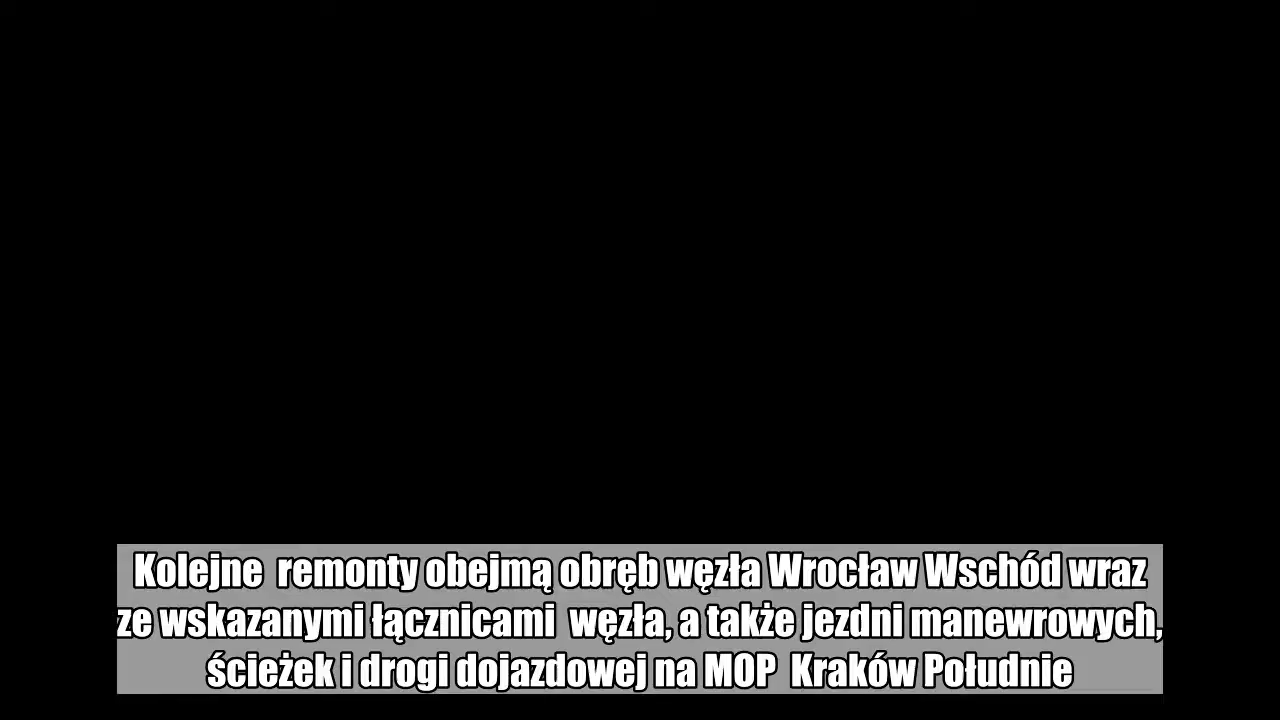 Kolejne  remonty obejmą obręb węzła Wrocław Wschód wraz
ze wskazanymi łącznicami  węzła, a także jezdni manewrowych,
ścieżek i drogi dojazdowej na MOP  Kraków Południe